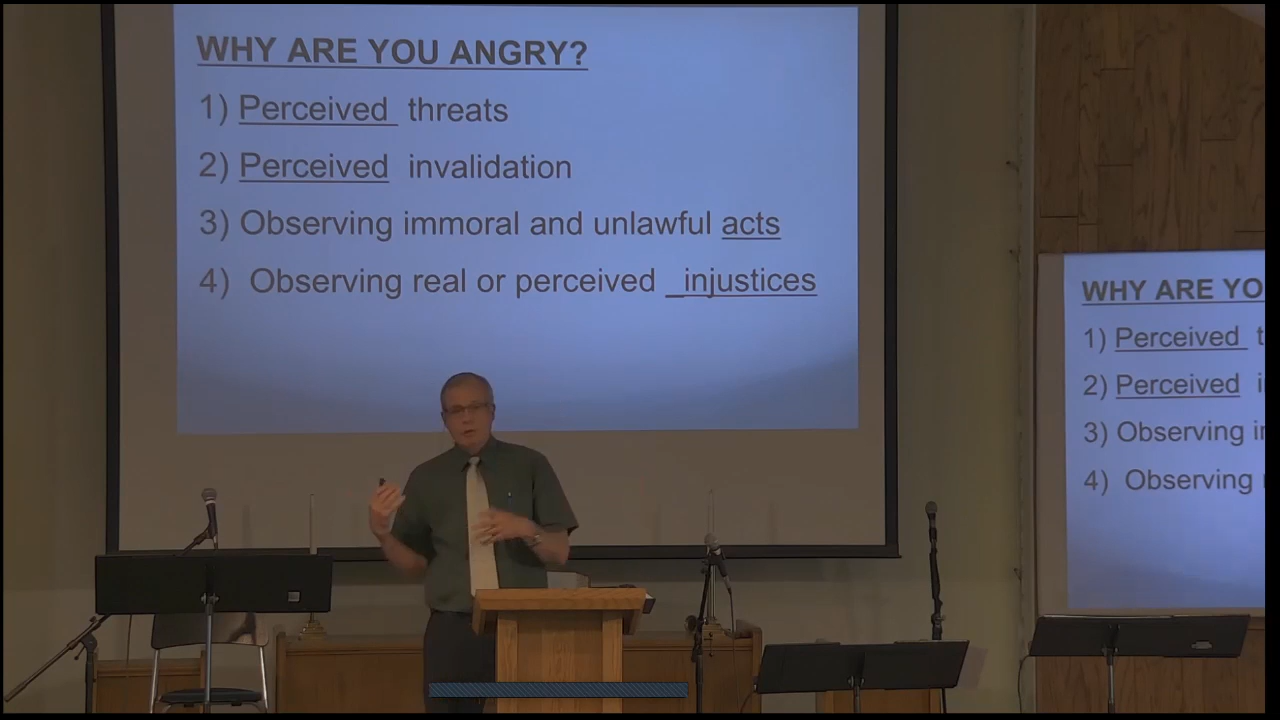 WHY ARE YOU ANGRY?
1) Perceived threats
2) Perceived invalidation
3) Observing immoral and unlawful acts
4) Observing real or perceived _injustices
WHY ARE YO
1) Perceived t
2) Perceived i
3) Observing i
4) Observing